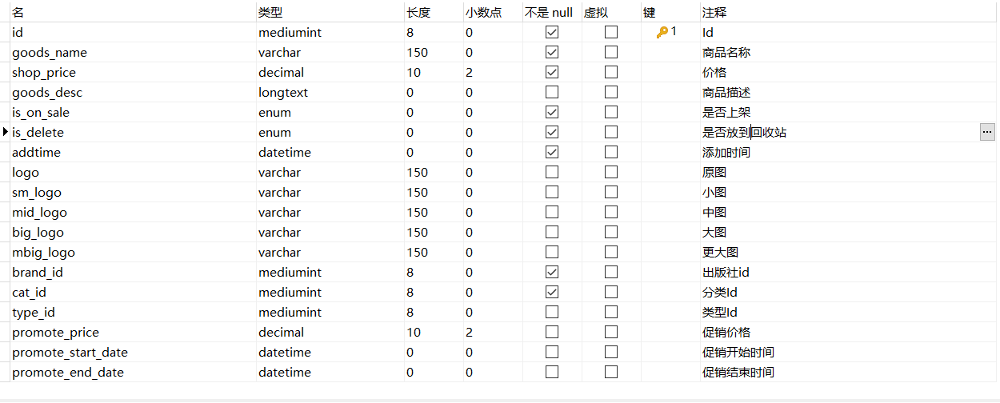 名 类型 长度 小数点 不是 null 虚拟 键 注释
id mediumint 8 0 1 Id
goods_name varchar 150 0 商品名称
shop_price decimal 10 2 价格
goods_desc longtext 0 0 商品描述
is_on_sale enum 0 0 是否上架
is_delete enum 0 0 是否放到回收站 ...
addtime datetime 0 0 添加时间
logo varchar 150 0 原图
sm_logo varchar 150 0 小图
mid_logo varchar 150 0 中图
big_logo varchar 150 0 大图
mbig_logo varchar 150 0 更大图
brand_id mediumint 8 0 出版社id
cat_id mediumint 8 0 分类Id
type_id mediumint 8 0 类型Id
promote_price decimal 10 2 促销价格
promote_start_date datetime 0 0 促销开始时间
promote_end_date datetime 0 0 促销结束时间